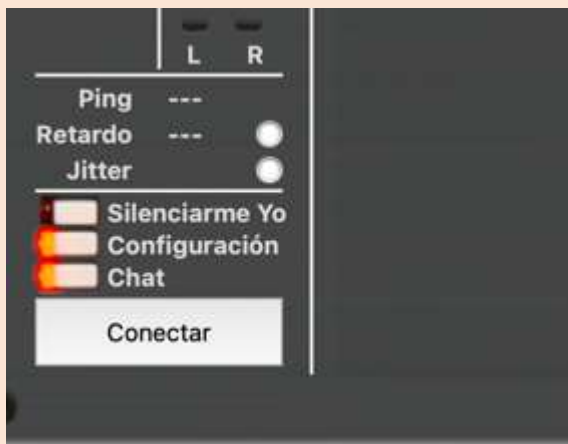 L R
Ping ---
Retardo ---
Jitter
Silenciarme Yo
Configuración
Chat
Conectar